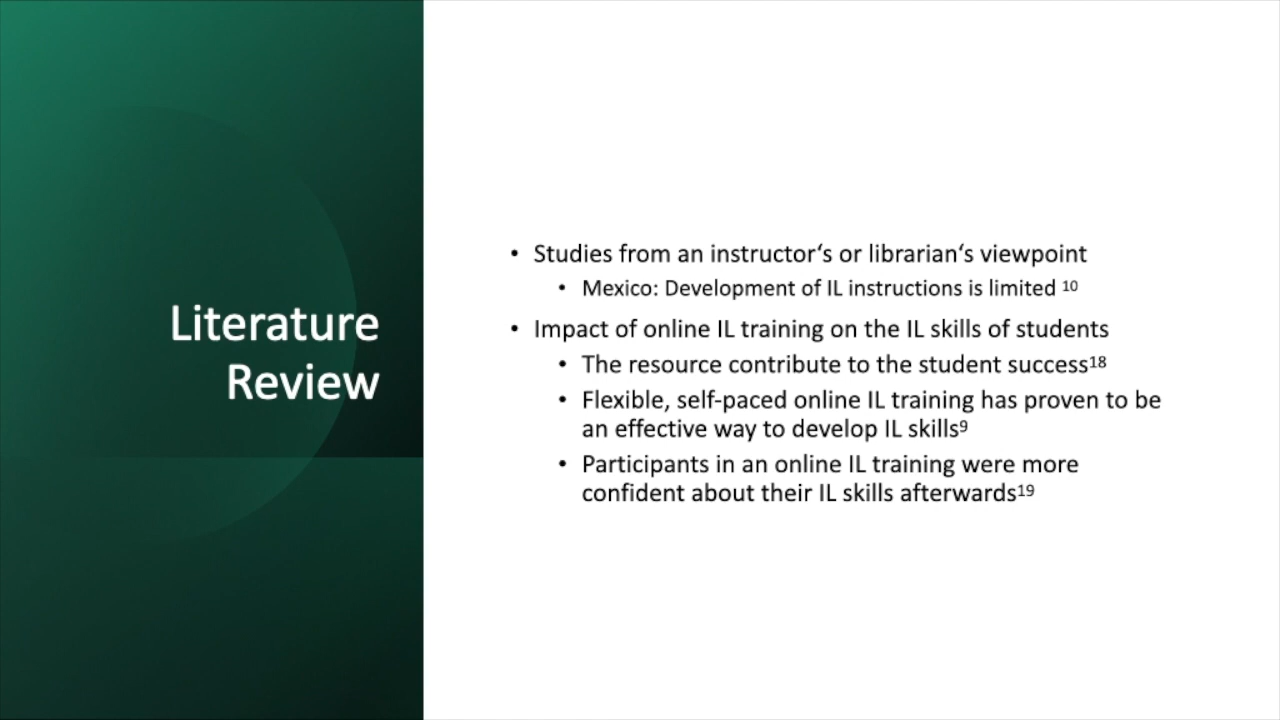 Literature
Review
• Studies from an instructor‘s or librarian‘s viewpoint
• Mexico: Development of IL instructions is limited 10
• Impact of online IL training on the IL skills of students
• The resource contribute to the student success18
• Flexible, self-paced online IL training has proven to be
an effective way to develop IL skills9
• Participants in an online IL training were more
confident about their IL skills afterwards19